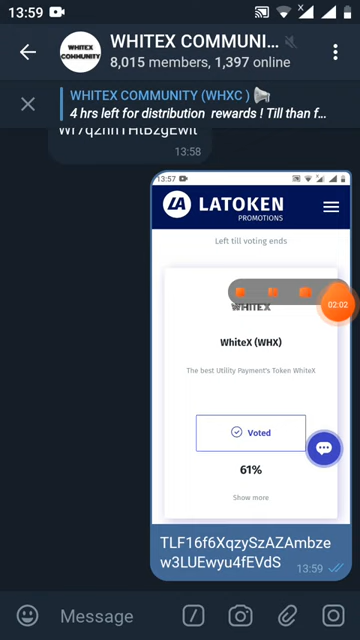 13:59
WHITEX COMMUNI...
8,015 members, 1,397 online
WHITEX COMMUNITY (WHXC )
4 hrs left for distribution rewards ! Till than f...
13:58
13:57
LATOKEN
PROMOTIONS
Left till voting ends
WHITEX
02:02
WhiteX (WHX)
The best Utility Payment's Token WhiteX
Voted
61%
Show more
TLF16f6XqzySzAZAmbze
w3LUEwyu4fEVdS
13:59
Message